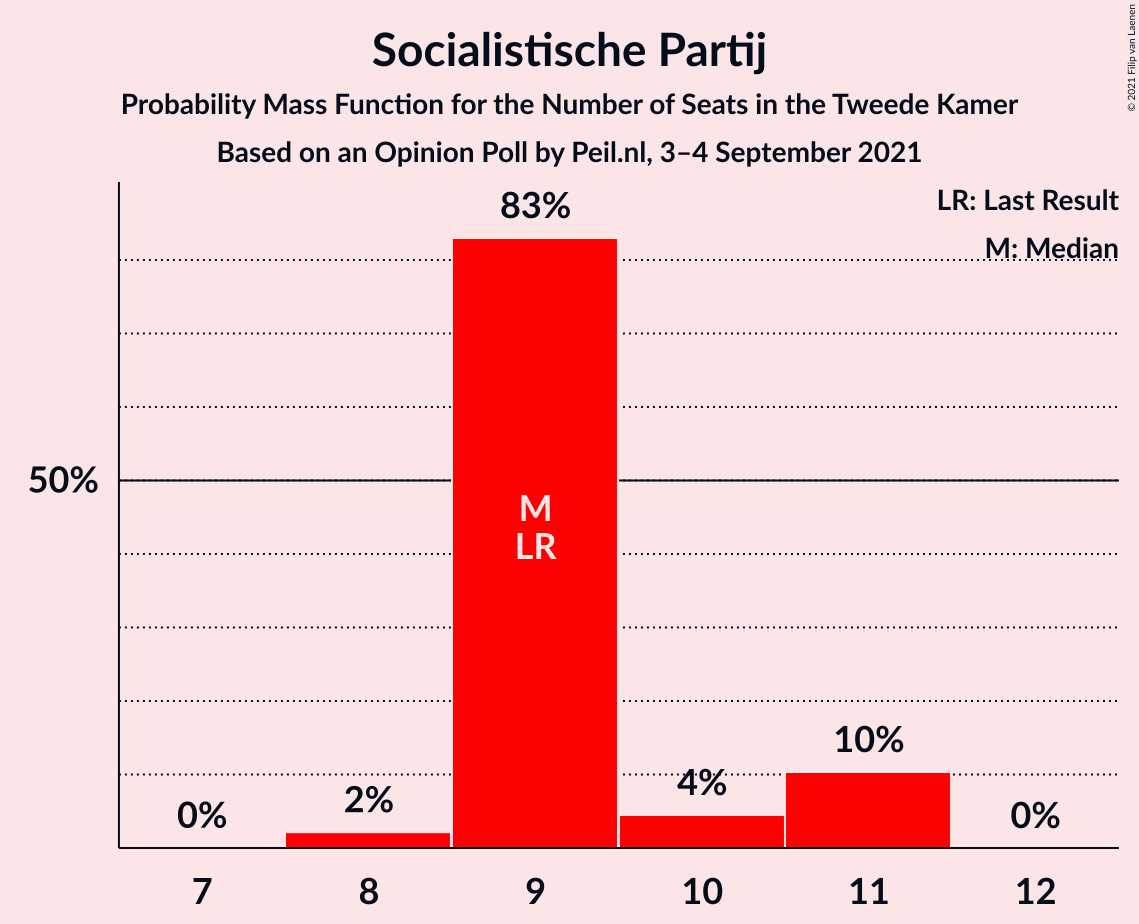 Socialistische Partij
Probability Mass Function for the Number of Seats in the Tweede Kamer
Based on an Opinion Poll by Peil.nl, 3–4 September 2021
© 2021 Filip van Laenen
LR: Last Result
M: Median
83%
50%
M
LR
10%
4%
2%
0%
0%
7
8
9
10
11
12